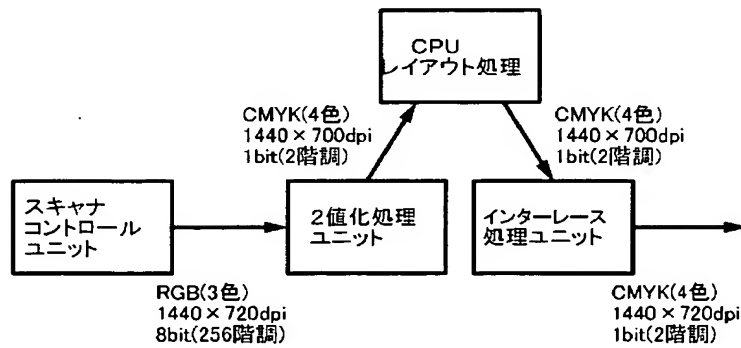 CPU
レイアウト処理
CMYK(4色)
1440×700dpi
1bit(2階調)
CMYK(4色)
1440×700dpi
1bit(2階調)
スキャナ
コントロール
ユニット
2値化処理
ユニット
インターレース
処理ユニット
RGB(3色)
1440×720dpi
8bit(256階調)
CMYK(4色)
1440×720dpi
1bit(2階調)